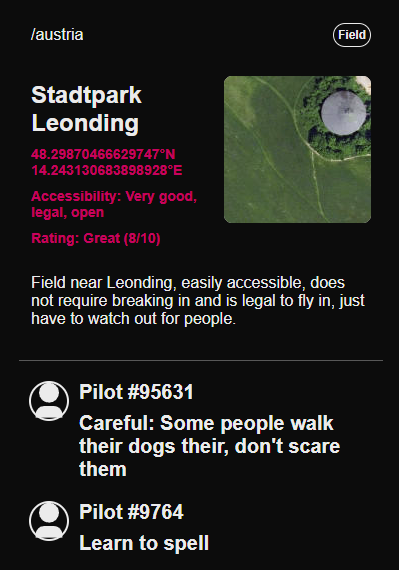 /austria
Field
Stadtpark
Leonding
48.29870466629747°N
14.243130683898928°E
Accessibility: Very good,
legal, open
Rating: Great (8/10)
Field near Leonding, easily accessible, does
not require breaking in and is legal to fly in, just
have to watch out for people.
Pilot #95631
Careful: Some people walk
their dogs their, don't scare
them
Pilot #9764
Learn to spell